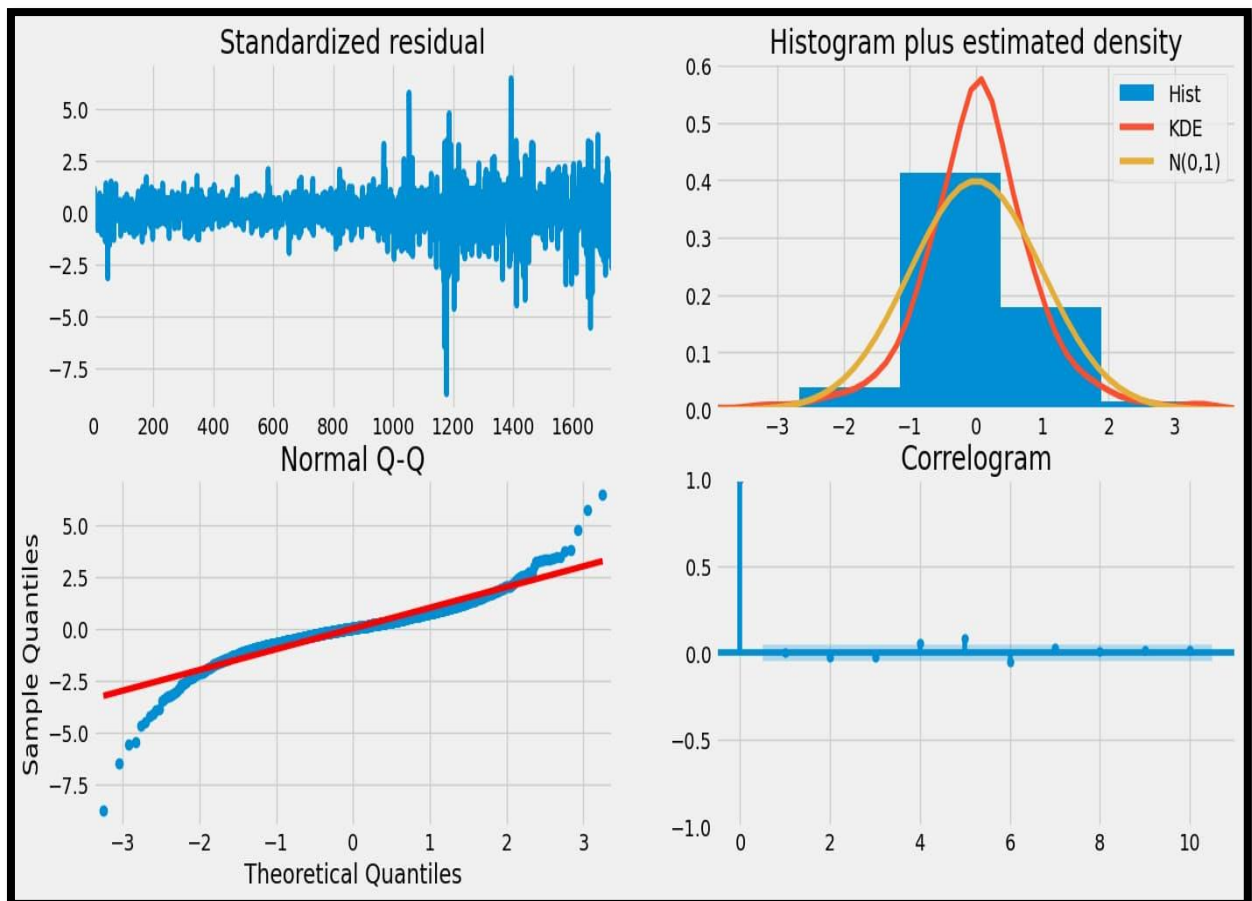 Standardized residual
5.0
2.5
0.0
−2.5
−5.0
−7.5
0 200 400 600 800 1000 1200 1400 1600
Histogram plus estimated density
0.6
0.5
0.4
0.3
0.2
0.1
0.0
−3 −2 −1 0 1 2 3
Hist
KDE
N(0,1)
Normal Q-Q
Sample Quantiles
5.0
2.5
0.0
−2.5
−5.0
−7.5
−3 −2 −1 0 1 2 3
Theoretical Quantiles
Correlogram
1.0
0.5
0.0
−0.5
−1.0
0 2 4 6 8 10